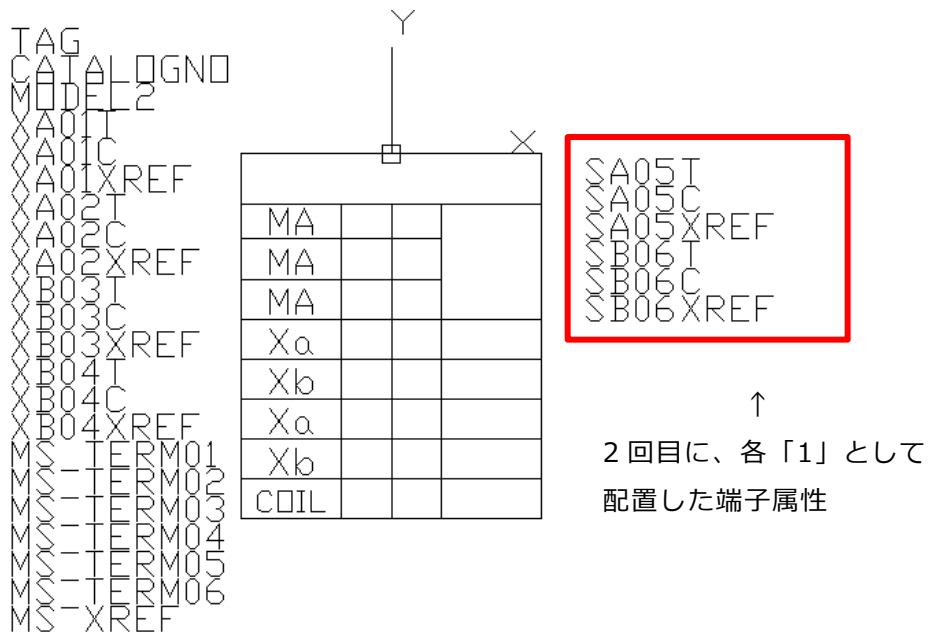 TAG
CATALOGNO
MODEL2
XA01T
XA01C
XA01XREF
XA02T
XA02C
XA02XREF
XB03T
XB03C
XB03XREF
XB04T
XB04C
XB04XREF
MS-TERM01
MS-TERM02
MS-TERM03
MS-TERM04
MS-TERM05
MS-TERM06
MS-XREF
Y
X
MA
MA
MA
Xa
Xb
Xa
Xb
COIL
SA05T
SA05C
SA05XREF
SB06T
SB06C
SB06XREF
↑
2回目に、各「1」として
配置した端子属性